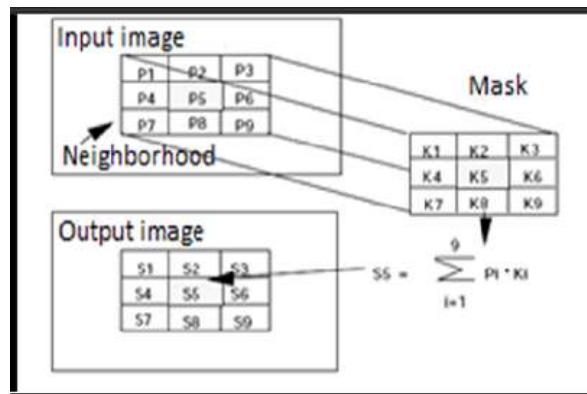 Input image
P1 P2 P3
P4 P5 P6
P7 P8 P9
Neighborhood
Mask
K1 K2 K3
K4 K5 K6
K7 K8 K9
Output image
S1 S2 S3
S4 S5 S6
S7 S8 S9
9
S5 = ∑ Pi * Ki
i=1